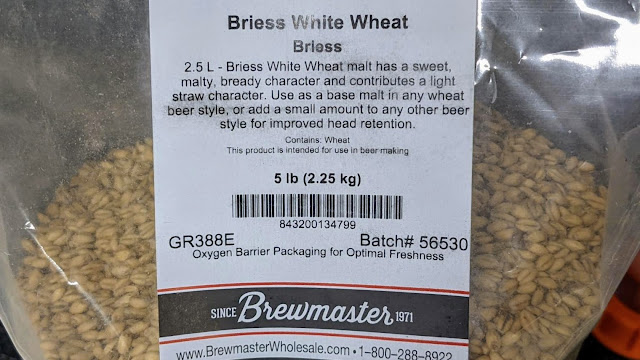 Briess White Wheat
Briess
2.5 L - Briess White Wheat malt has a sweet,
malty, bready character and contributes a light
straw character. Use as a base malt in any wheat
beer style, or add a small amount to any other beer
style for improved head retention.
Contains: Wheat
This product is intended for use in beer making
5 lb (2.25 kg)
843200134799
GR388E Batch# 56530
Oxygen Barrier Packaging for Optimal Freshness
SINCE Brewmaster 1971
www.BrewmasterWholesale.com • 1-800-288-8922